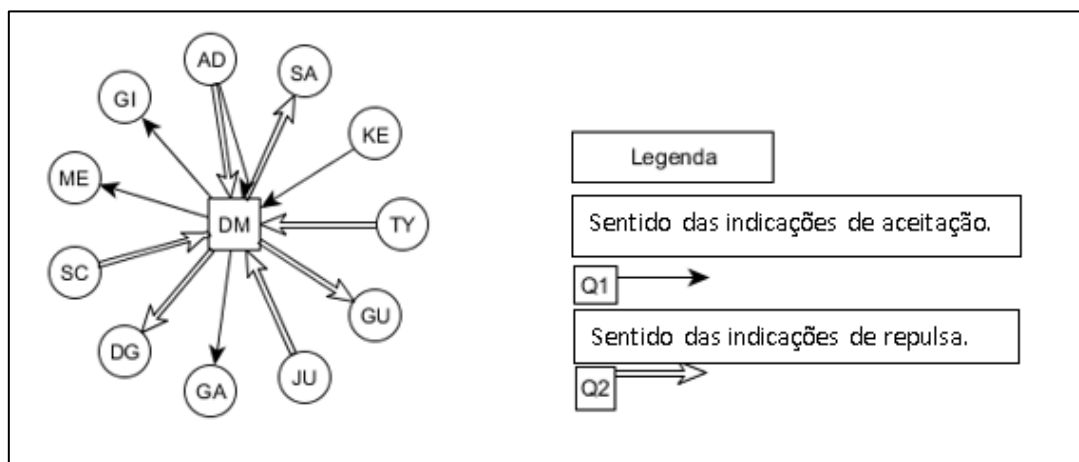 AD
SA
GI
KE
ME
DM
TY
SC
GU
DG
GA
JU
Legenda
Sentido das indicações de aceitação.
Q1
Sentido das indicações de repulsa.
Q2